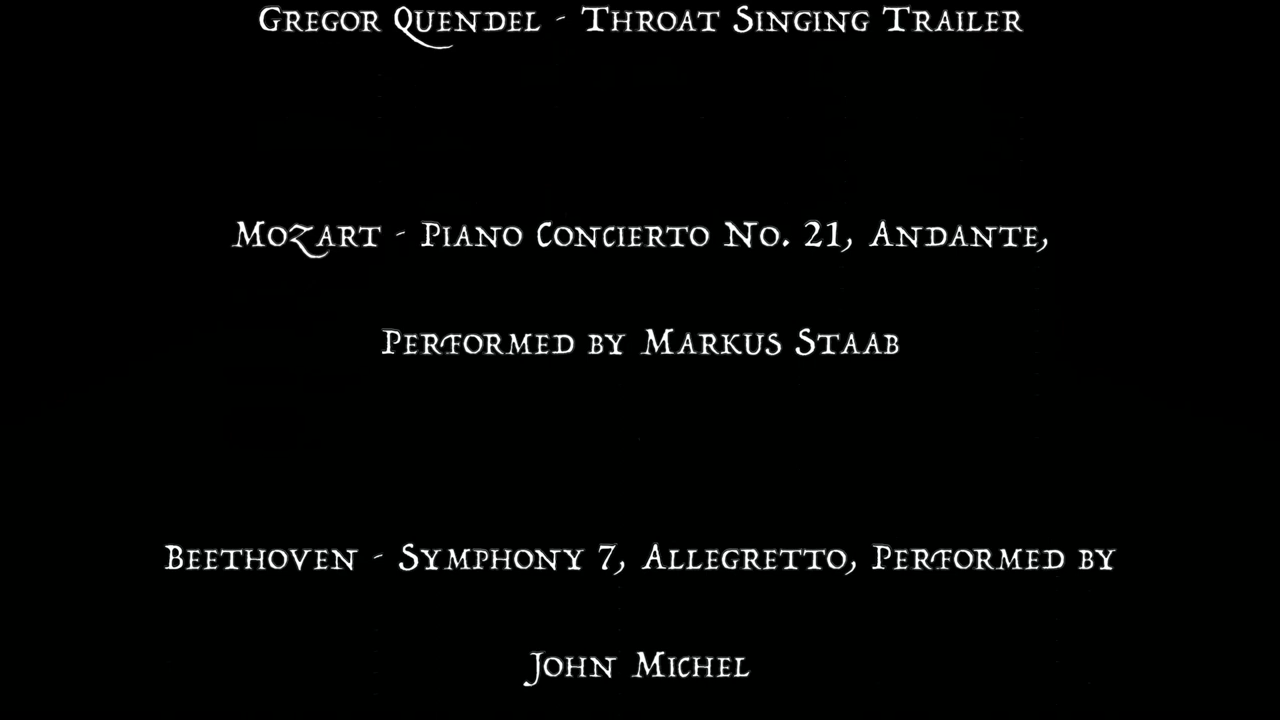 Gregor Quendel - Throat Singing Trailer
Mozart - Piano Concierto No. 21, Andante,
Performed by Markus Staab
Beethoven - Symphony 7, Allegretto, Performed by
John Michel